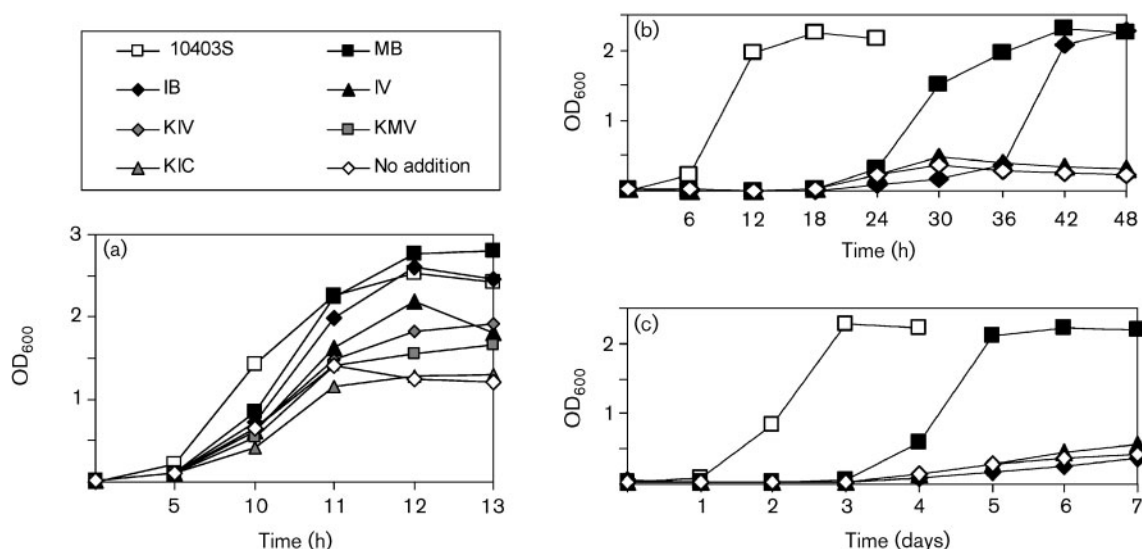 10403S
MB
IB
IV
KIV
KMV
KIC
No addition
(a)
3
2
1
OD600
5 10 11 12 13
Time (h)
(b)
2
1
OD600
6 12 18 24 30 36 42 48
Time (h)
(c)
2
1
OD600
1 2 3 4 5 6 7
Time (days)